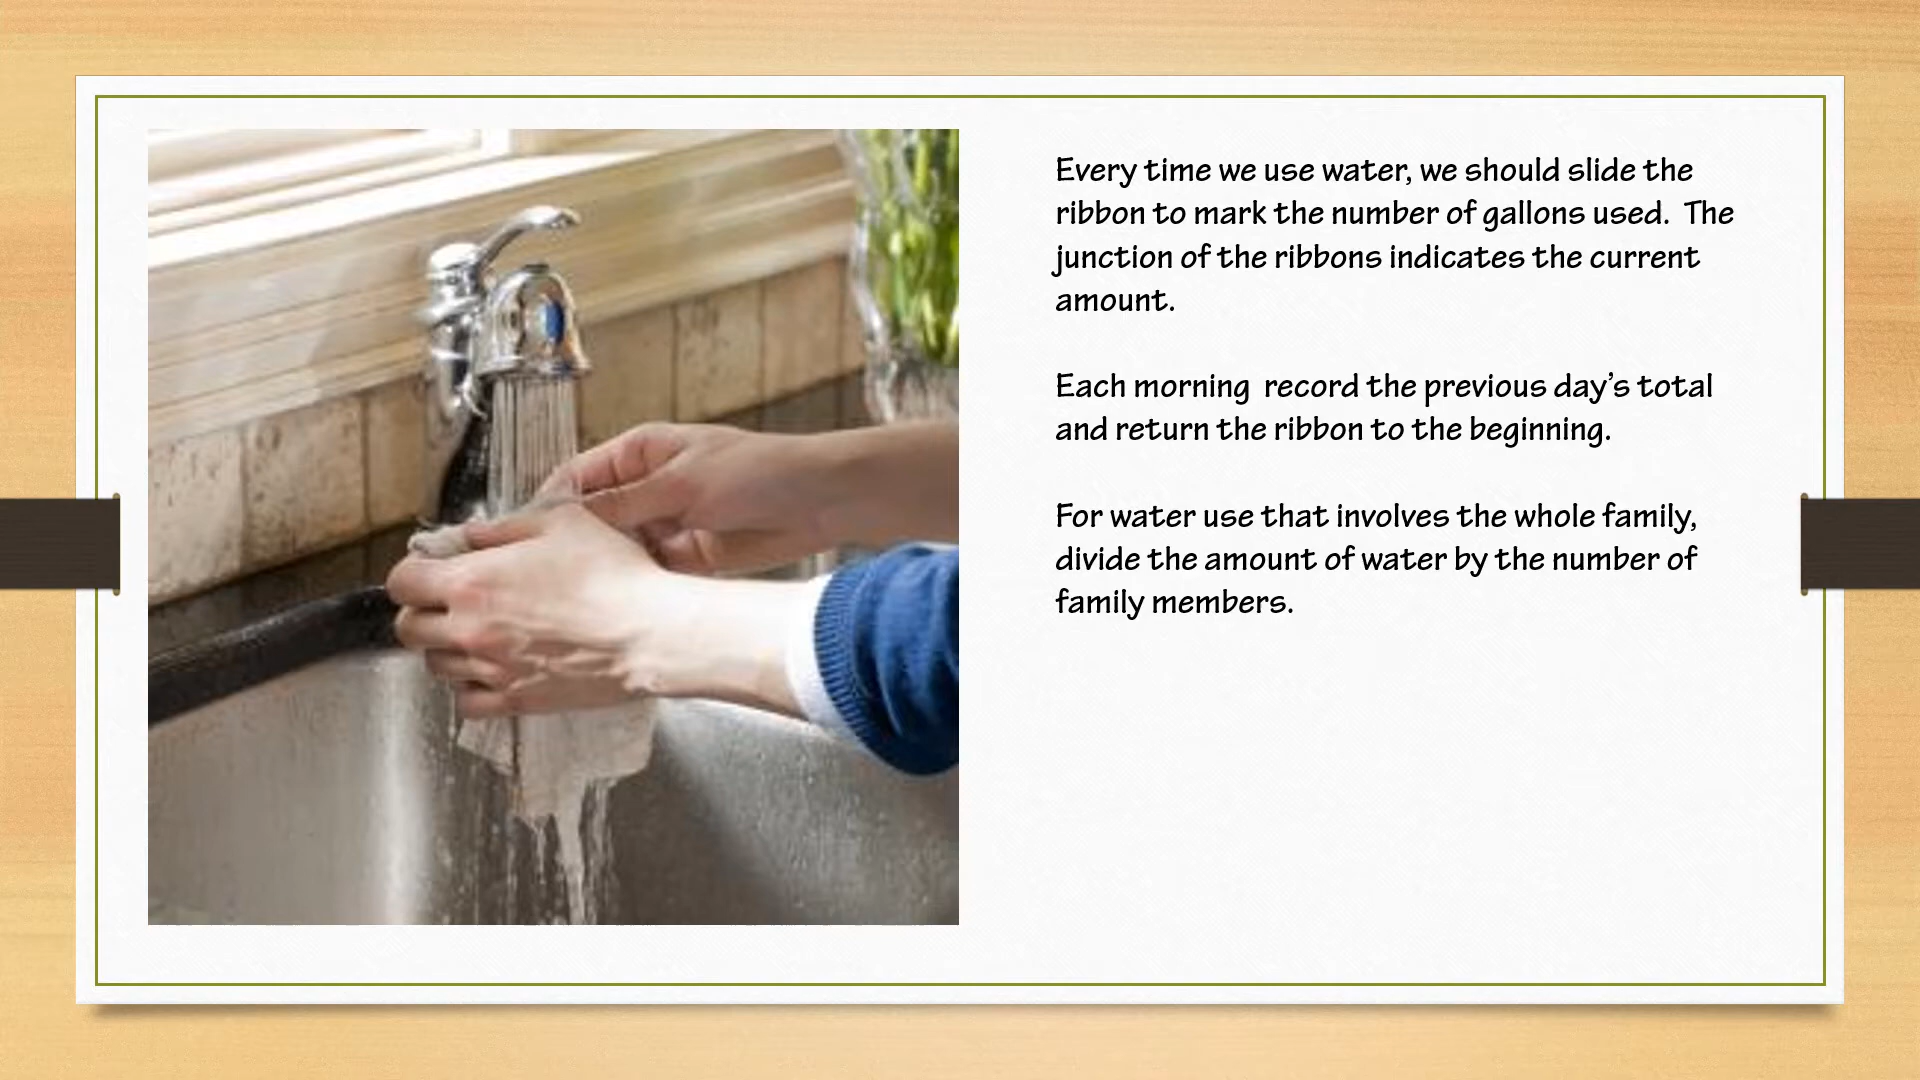 Every time we use water, we should slide the
ribbon to mark the number of gallons used.  The
junction of the ribbons indicates the current
amount.
Each morning  record the previous day’s total
and return the ribbon to the beginning.
For water use that involves the whole family,
divide the amount of water by the number of
family members.